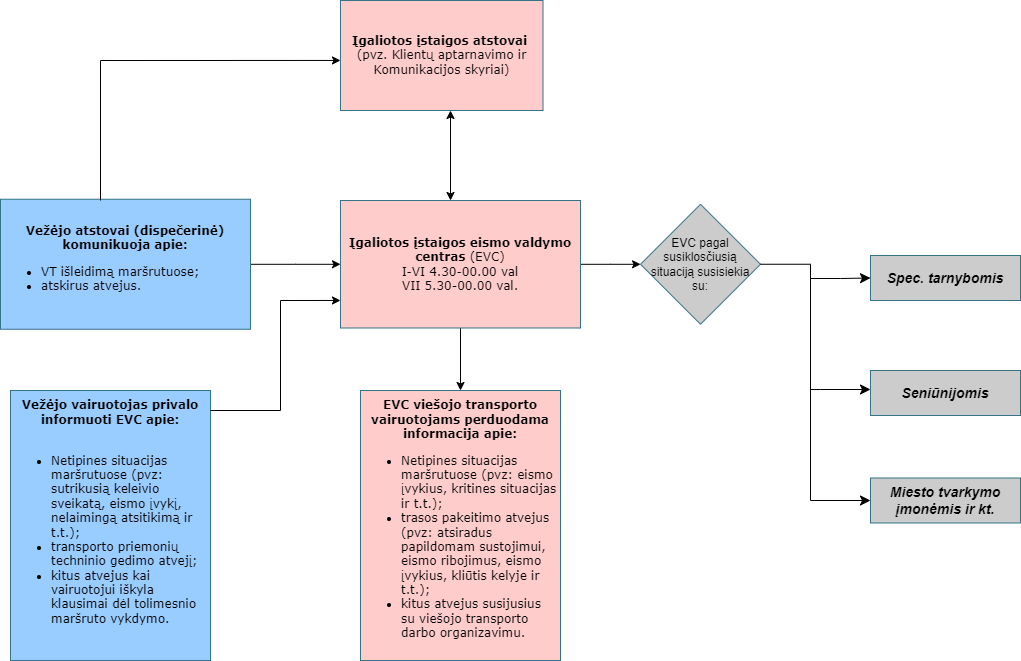 Įgaliotos įstaigos atstovai
(pvz. Klientų aptarnavimo ir
Komunikacijos skyriai)
Vežėjo atstovai (dispečerinė)
komunikuoja apie:
• VT išleidimą maršrutuose;
• atskirus atvejus.
Įgaliotos įstaigos eismo valdymo
centras (EVC)
I-VI 4.30-00.00 val
VII 5.30-00.00 val.
EVC pagal
susiklosčiusią
situaciją susisiekia
su:
Spec. tarnybomis
Seniūnijomis
Miesto tvarkymo
įmonėmis ir kt.
Vežėjo vairuotojas privalo
informuoti EVC apie:
• Netipines situacijas
maršrutuose (pvz:
sutrikusią keleivio
sveikatą, eismo įvykį,
nelaimingą atsitikimą ir
t.t.);
• transporto priemonių
techninio gedimo atvejį;
• kitus atvejus kai
vairuotojui iškyla
klausimai dėl tolimesnio
maršruto vykdymo.
EVC viešojo transporto
vairuotojams perduodama
informacija apie:
• Netipines situacijas
maršrutuose (pvz: eismo
įvykius, kritines situacijas
ir t.t.);
• trasos pakeitimo atvejus
(pvz: atsiradus
papildomam sustojimui,
eismo ribojimus, eismo
įvykius, kliūtis kelyje ir
t.t.);
• kitus atvejus susijusius
su viešojo transporto
darbo organizavimu.